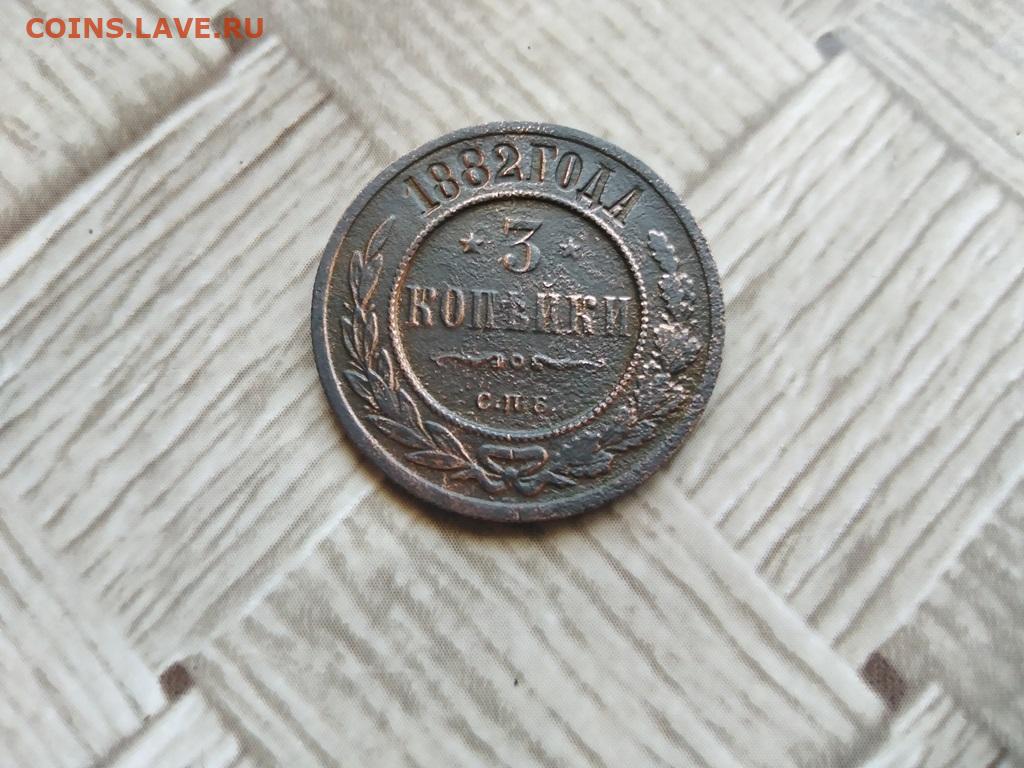 COINS.LAVE.RU
1882 ГОДА
3
КОПѢЙКИ
С.П.Б.